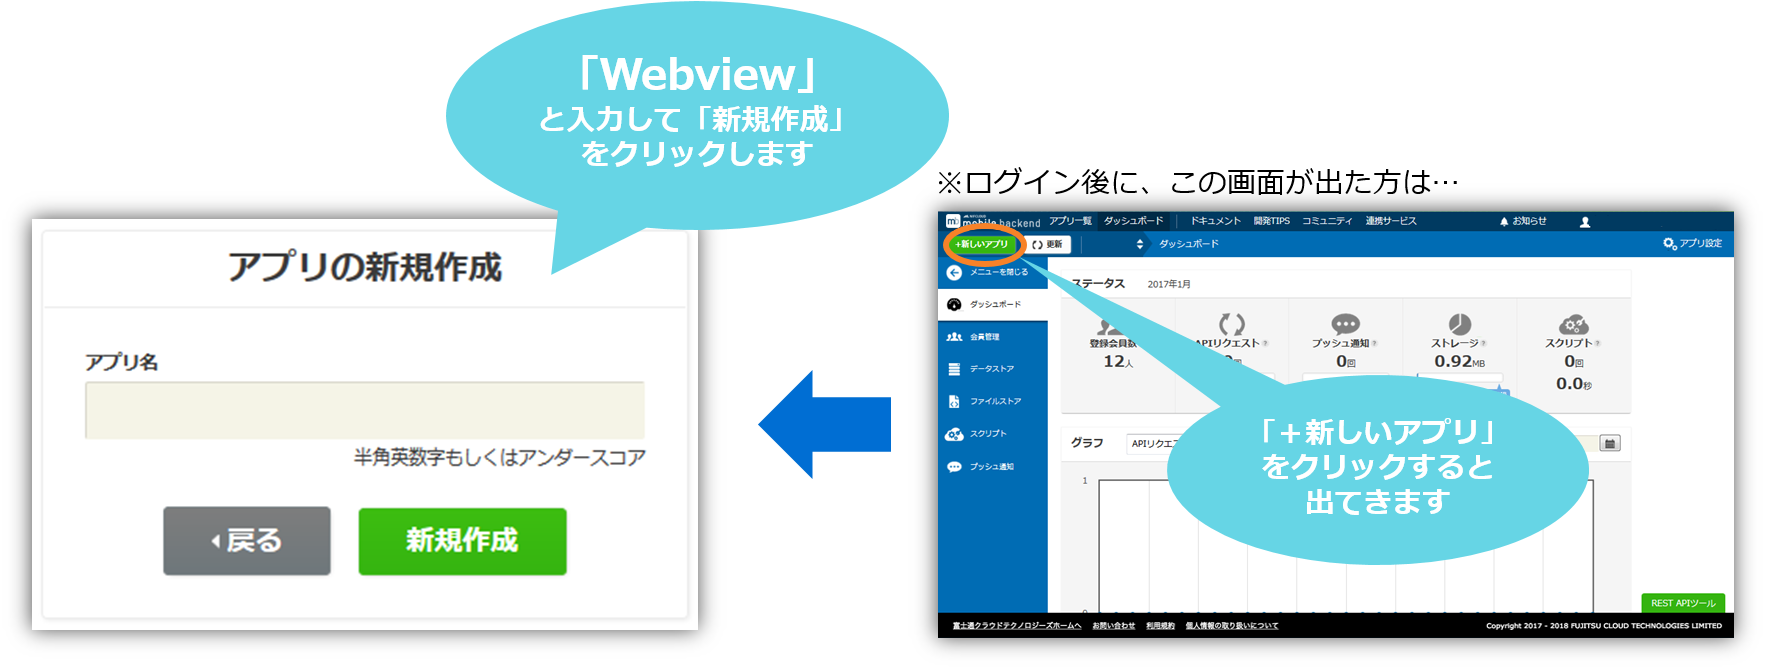 「Webview」
と入力して「新規作成」
をクリックします
アプリの新規作成
アプリ名
半角英数字もしくはアンダースコア
戻る
新規作成
※ログイン後に、この画面が出た方は…
mobile backend アプリ一覧 ダッシュボード ドキュメント 開発TIPS コミュニティ 連携サービス お知らせ
+新しいアプリ 更新 ダッシュボード アプリ設定
メニューを閉じる
ダッシュボード
会員管理
データストア
ファイルストア
スクリプト
プッシュ通知
ステータス 2017年1月
登録会員数 APIリクエスト プッシュ通知 ストレージ スクリプト
12人 0回 0.92MB 0回
0.0秒
グラフ APIリクエ
1
0
「＋新しいアプリ」
をクリックすると
出てきます
REST APIツール
富士通クラウドテクノロジーズホームへ お問い合わせ 利用規約 個人情報の取り扱いについて
Copyright 2017 - 2018 FUJITSU CLOUD TECHNOLOGIES LIMITED